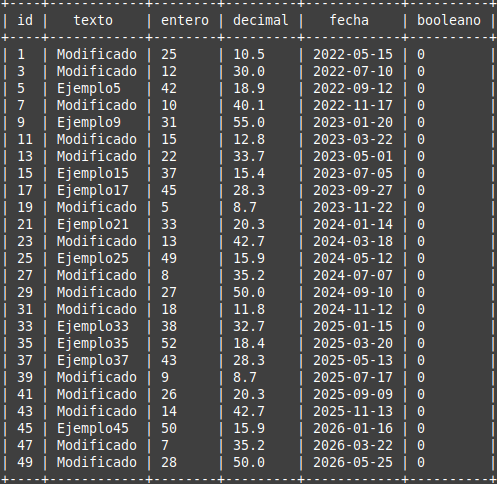 +----+------------+--------+---------+------------+----------+
| id |   texto    | entero | decimal |   fecha    | booleano |
+----+------------+--------+---------+------------+----------+
| 1  | Modificado | 25     | 10.5    | 2022-05-15 | 0        |
| 3  | Modificado | 12     | 30.0    | 2022-07-10 | 0        |
| 5  | Ejemplo5   | 42     | 18.9    | 2022-09-12 | 0        |
| 7  | Modificado | 10     | 40.1    | 2022-11-17 | 0        |
| 9  | Ejemplo9   | 31     | 55.0    | 2023-01-20 | 0        |
| 11 | Modificado | 15     | 12.8    | 2023-03-22 | 0        |
| 13 | Modificado | 22     | 33.7    | 2023-05-01 | 0        |
| 15 | Ejemplo15  | 37     | 15.4    | 2023-07-05 | 0        |
| 17 | Ejemplo17  | 45     | 28.3    | 2023-09-27 | 0        |
| 19 | Modificado | 5      | 8.7     | 2023-11-22 | 0        |
| 21 | Ejemplo21  | 33     | 20.3    | 2024-01-14 | 0        |
| 23 | Modificado | 13     | 42.7    | 2024-03-18 | 0        |
| 25 | Ejemplo25  | 49     | 15.9    | 2024-05-12 | 0        |
| 27 | Modificado | 8      | 35.2    | 2024-07-07 | 0        |
| 29 | Modificado | 27     | 50.0    | 2024-09-10 | 0        |
| 31 | Modificado | 18     | 11.8    | 2024-11-12 | 0        |
| 33 | Ejemplo33  | 38     | 32.7    | 2025-01-15 | 0        |
| 35 | Ejemplo35  | 52     | 18.4    | 2025-03-20 | 0        |
| 37 | Ejemplo37  | 43     | 28.3    | 2025-05-13 | 0        |
| 39 | Modificado | 9      | 8.7     | 2025-07-17 | 0        |
| 41 | Modificado | 26     | 20.3    | 2025-09-09 | 0        |
| 43 | Modificado | 14     | 42.7    | 2025-11-13 | 0        |
| 45 | Ejemplo45  | 50     | 15.9    | 2026-01-16 | 0        |
| 47 | Modificado | 7      | 35.2    | 2026-03-22 | 0        |
| 49 | Modificado | 28     | 50.0    | 2026-05-25 | 0        |
+----+------------+--------+---------+------------+----------+